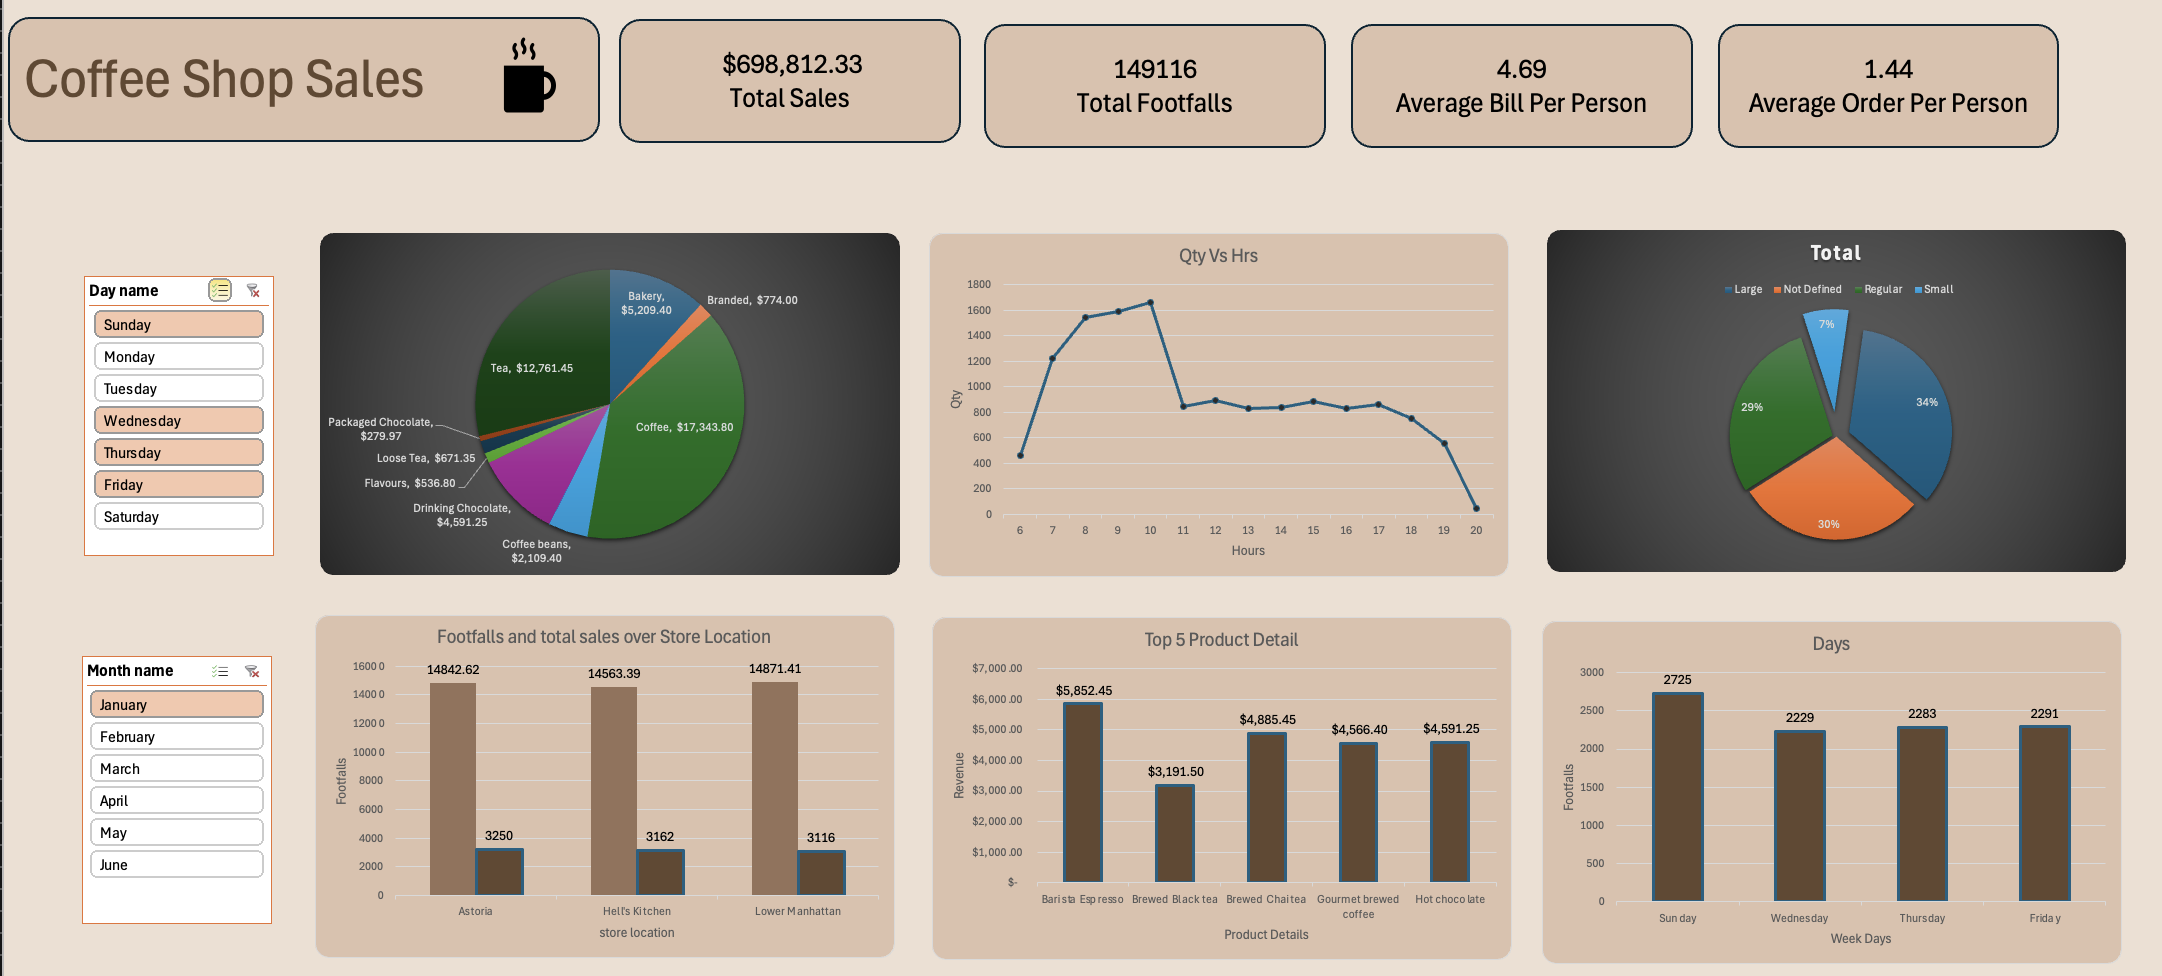 Coffee Shop Sales
$698,812.33
Total Sales
149116
Total Footfalls
4.69
Average Bill Per Person
1.44
Average Order Per Person
Day name
Sunday
Monday
Tuesday
Wednesday
Thursday
Friday
Saturday
Bakery,
$5,209.40
Branded, $774.00
Tea, $12,761.45
Coffee, $17,343.80
Packaged Chocolate,
$279.97
Loose Tea, $671.35
Flavours, $536.80
Drinking Chocolate,
$4,591.25
Coffee beans,
$2,109.40
Qty Vs Hrs
Qty
1800
1600
1400
1200
1000
800
600
400
200
0
6 7 8 9 10 11 12 13 14 15 16 17 18 19 20
Hours
Total
Large Not Defined Regular Small
7%
34%
29%
30%
Month name
January
February
March
April
May
June
Footfalls and total sales over Store Location
Footfalls
16000
14000
12000
10000
8000
6000
4000
2000
0
14842.62 14563.39 14871.41
3250 3162 3116
Astoria Hell's Kitchen Lower Manhattan
store location
Top 5 Product Detail
Revenue
$7,000.00
$6,000.00
$5,000.00
$4,000.00
$3,000.00
$2,000.00
$1,000.00
$-
$5,852.45
$3,191.50
$4,885.45
$4,566.40
$4,591.25
Barista Espresso Brewed Black tea Brewed Chai tea Gourmet brewed Hot chocolate
coffee
Product Details
Days
Footfalls
3000
2500
2000
1500
1000
500
0
2725 2229 2283 2291
Sunday Wednesday Thursday Friday
Week Days